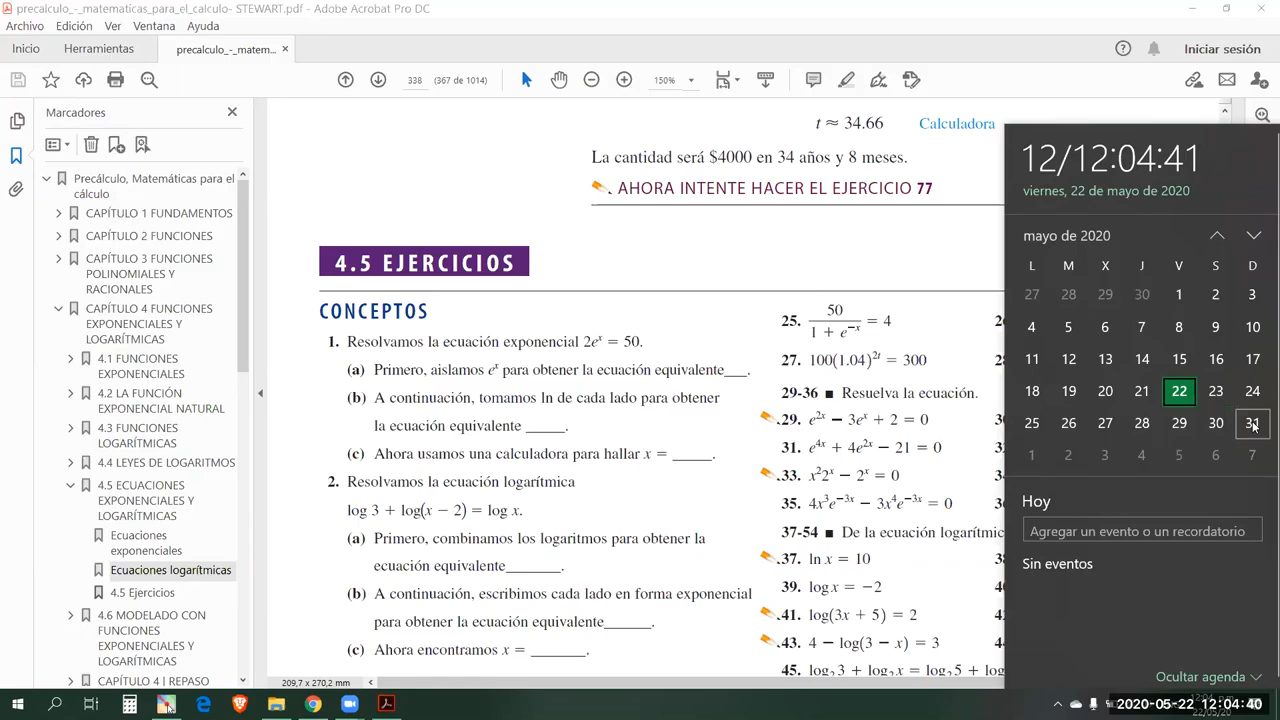 precalculo_-_matematicas_para_el_calculo- STEWART.pdf - Adobe Acrobat Pro DC
Archivo Edición Ver Ventana Ayuda
Inicio Herramientas precalculo_-_matem... × Iniciar sesión
338 (367 de 1014) 150%
Marcadores
Precálculo, Matemáticas para el
cálculo
CAPÍTULO 1 FUNDAMENTOS
CAPÍTULO 2 FUNCIONES
CAPÍTULO 3 FUNCIONES
POLINOMIALES Y
RACIONALES
CAPÍTULO 4 FUNCIONES
EXPONENCIALES Y
LOGARÍTMICAS
4.1 FUNCIONES
EXPONENCIALES
4.2 LA FUNCIÓN
EXPONENCIAL NATURAL
4.3 FUNCIONES
LOGARÍTMICAS
4.4 LEYES DE LOGARITMOS
4.5 ECUACIONES
EXPONENCIALES Y
LOGARÍTMICAS
Ecuaciones
exponenciales
Ecuaciones logarítmicas
4.5 Ejercicios
4.6 MODELADO CON
FUNCIONES
EXPONENCIALES Y
LOGARÍTMICAS
CAPÍTULO 4 | REPASO
t ≈ 34.66 Calculadora
La cantidad será $4000 en 34 años y 8 meses.
AHORA INTENTE HACER EL EJERCICIO 77
4.5 EJERCICIOS
CONCEPTOS
1. Resolvamos la ecuación exponencial 2eˣ = 50.
(a) Primero, aislamos eˣ para obtener la ecuación equivalente___.
(b) A continuación, tomamos ln de cada lado para obtener
la ecuación equivalente _____.
(c) Ahora usamos una calculadora para hallar x = _____.
2. Resolvamos la ecuación logarítmica
log 3 + log(x − 2) = log x.
(a) Primero, combinamos los logaritmos para obtener la
ecuación equivalente_______.
(b) A continuación, escribimos cada lado en forma exponencial
para obtener la ecuación equivalente______.
(c) Ahora encontramos x = _______.
25. 50 / (1 + e⁻ˣ) = 4
27. 100(1.04)²ᵗ = 300
29-36 ■ Resuelva la ecuación.
29. e²ˣ − 3eˣ + 2 = 0
31. e⁴ˣ + 4e²ˣ − 21 = 0
33. x²2ˣ − 2ˣ = 0
35. 4x³e⁻³ˣ − 3x⁴e⁻³ˣ = 0
37-54 ■ De la ecuación logarítmic
37. ln x = 10
39. log x = −2
41. log(3x + 5) = 2
43. 4 − log(3 − x) = 3
45. log₂ 3 + log₂ x = log₂ 5 + log
209,7 x 270,2 mm
12/12:04:41
viernes, 22 de mayo de 2020
mayo de 2020
L M X J V S D
27 28 29 30 1 2 3
4 5 6 7 8 9 10
11 12 13 14 15 16 17
18 19 20 21 22 23 24
25 26 27 28 29 30 31
1 2 3 4 5 6 7
Hoy
Agregar un evento o un recordatorio
Sin eventos
Ocultar agenda
2020-05-22 12:04:40